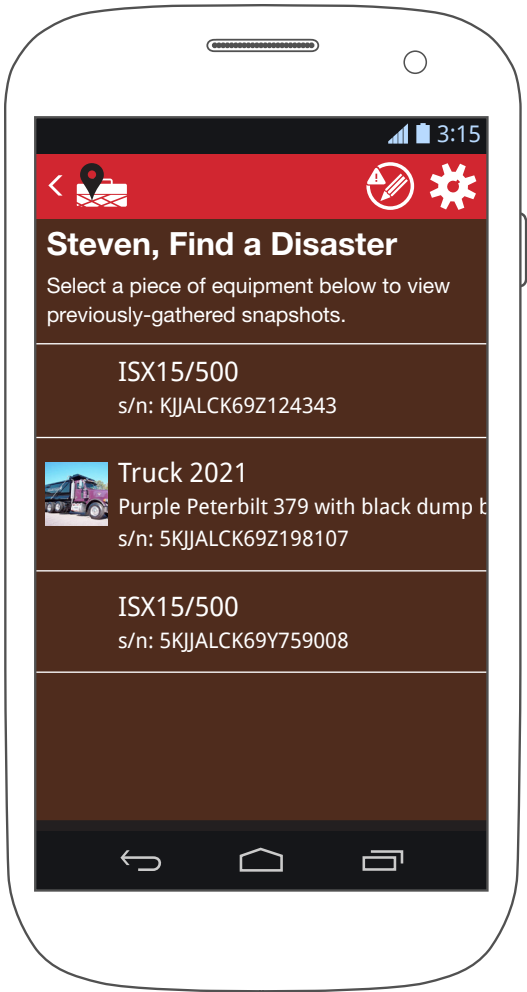 3:15
Steven, Find a Disaster
Select a piece of equipment below to view
previously-gathered snapshots.
ISX15/500
s/n: KJJALCK69Z124343
Truck 2021
Purple Peterbilt 379 with black dump
s/n: 5KJJALCK69Z198107
ISX15/500
s/n: 5KJJALCK69Y759008